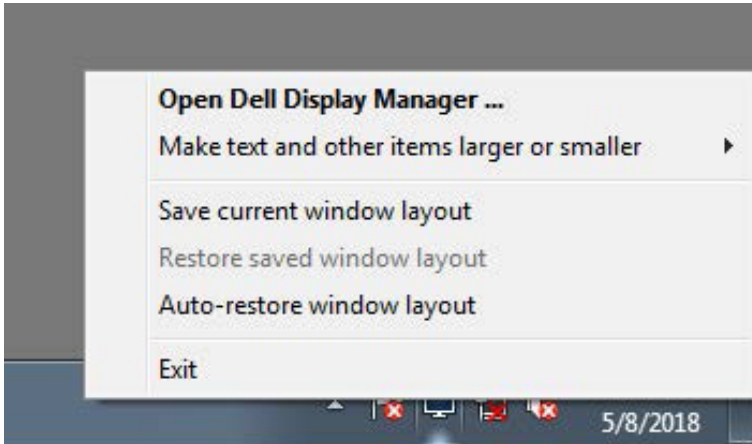 Open Dell Display Manager ...
Make text and other items larger or smaller
Save current window layout
Restore saved window layout
Auto-restore window layout
Exit
5/8/2018